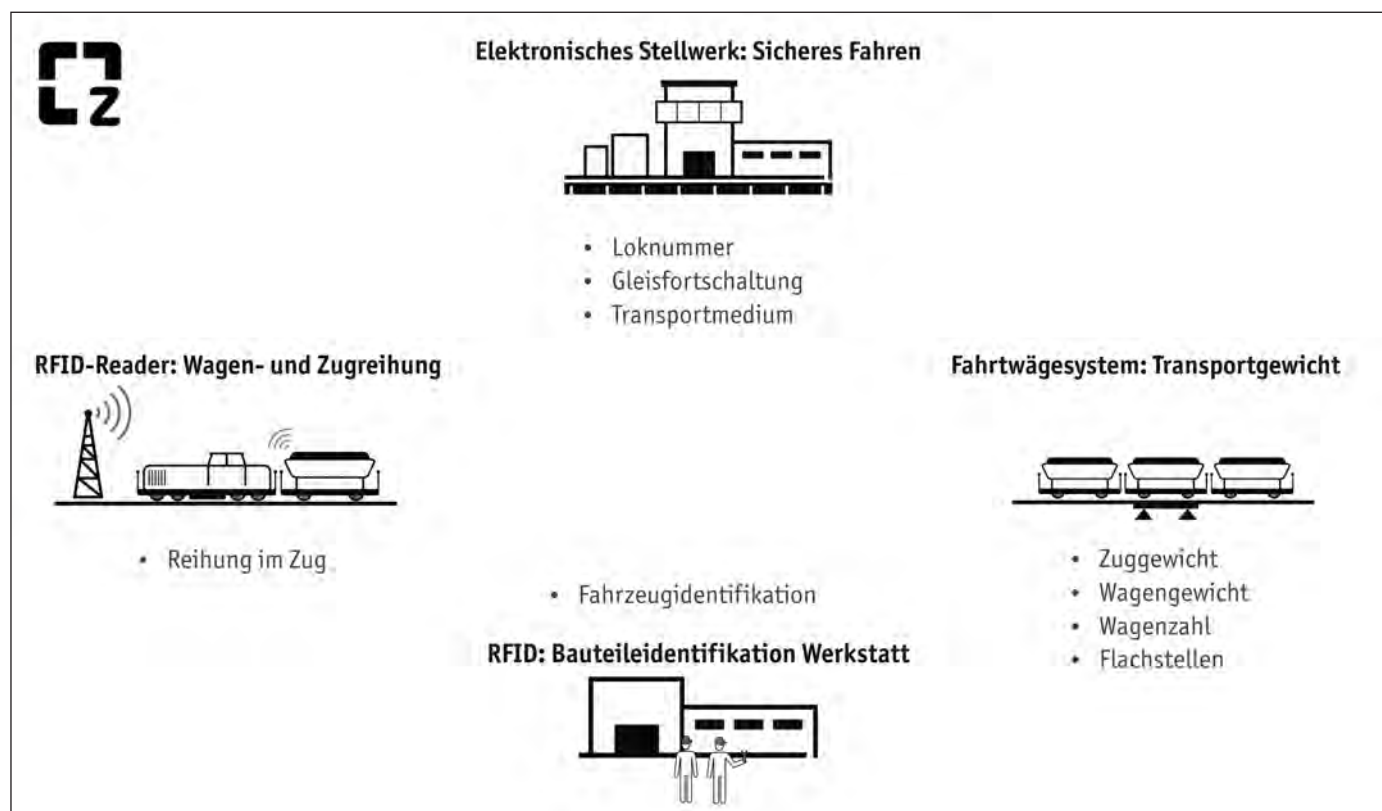 Z
Elektronisches Stellwerk: Sicheres Fahren
• Loknummer
• Gleisfortschaltung
• Transportmedium
RFID-Reader: Wagen- und Zugreihung
• Reihung im Zug
Fahrtwägesystem: Transportgewicht
• Zuggewicht
• Wagengewicht
• Wagenzahl
• Flachstellen
• Fahrzeugidentifikation
RFID: Bauteileidentifikation Werkstatt